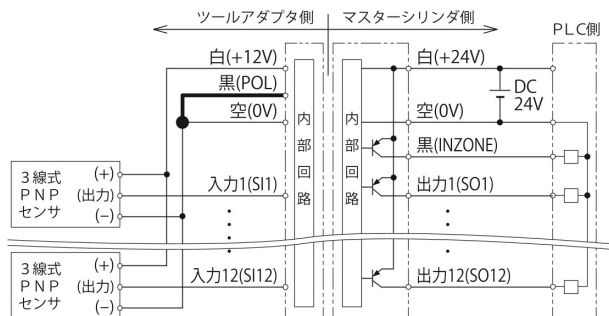 ツールアダプタ側
マスターシリンダ側
PLC側
白(+12V)
白(+24V)
黒(POL)
DC
24V
空(0V)
空(0V)
黒(INZONE)
内部回路
内部回路
3線式
PNP
センサ
(+)
(出力)
(−)
入力1(SI1)
出力1(SO1)
3線式
PNP
センサ
(+)
(出力)
(−)
入力12(SI12)
出力12(SO12)